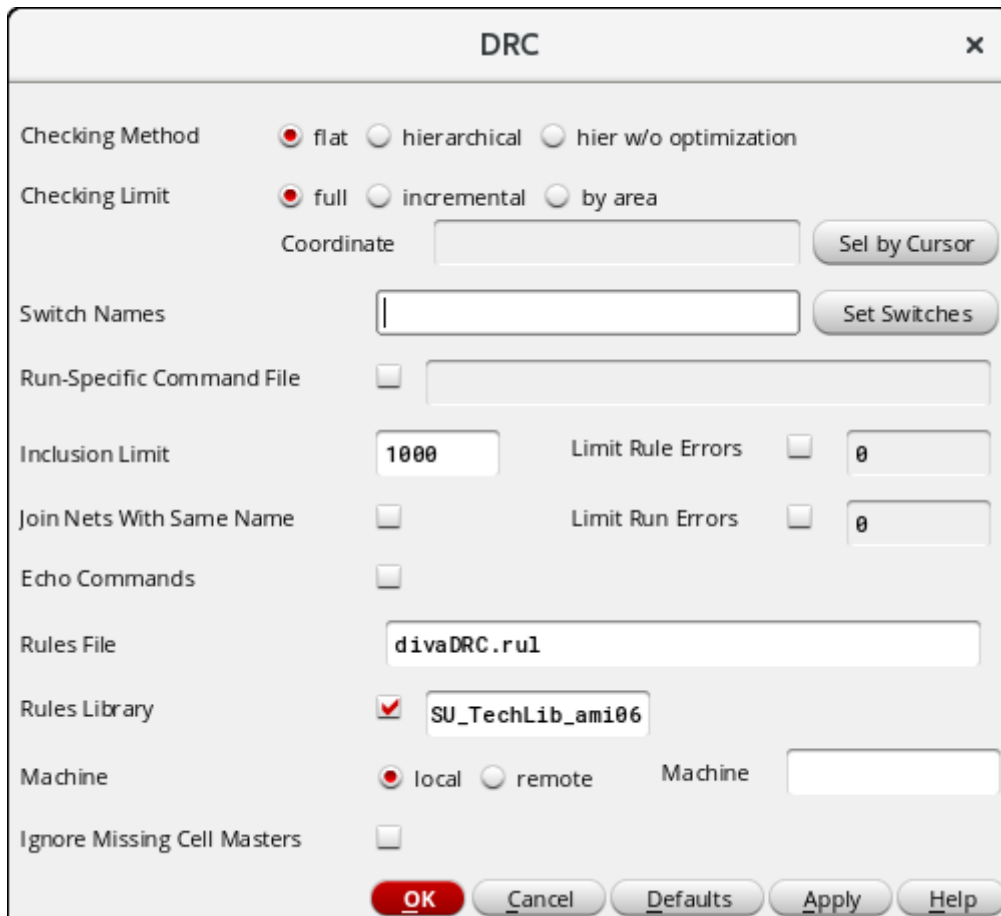 DRC
Checking Method flat hierarchical hier w/o optimization
Checking Limit full incremental by area
Coordinate Sel by Cursor
Switch Names Set Switches
Run-Specific Command File
Inclusion Limit 1000 Limit Rule Errors 0
Join Nets With Same Name Limit Run Errors 0
Echo Commands
Rules File divaDRC.rul
Rules Library SU_TechLib_ami06
Machine local remote Machine
Ignore Missing Cell Masters
OK Cancel Defaults Apply Help